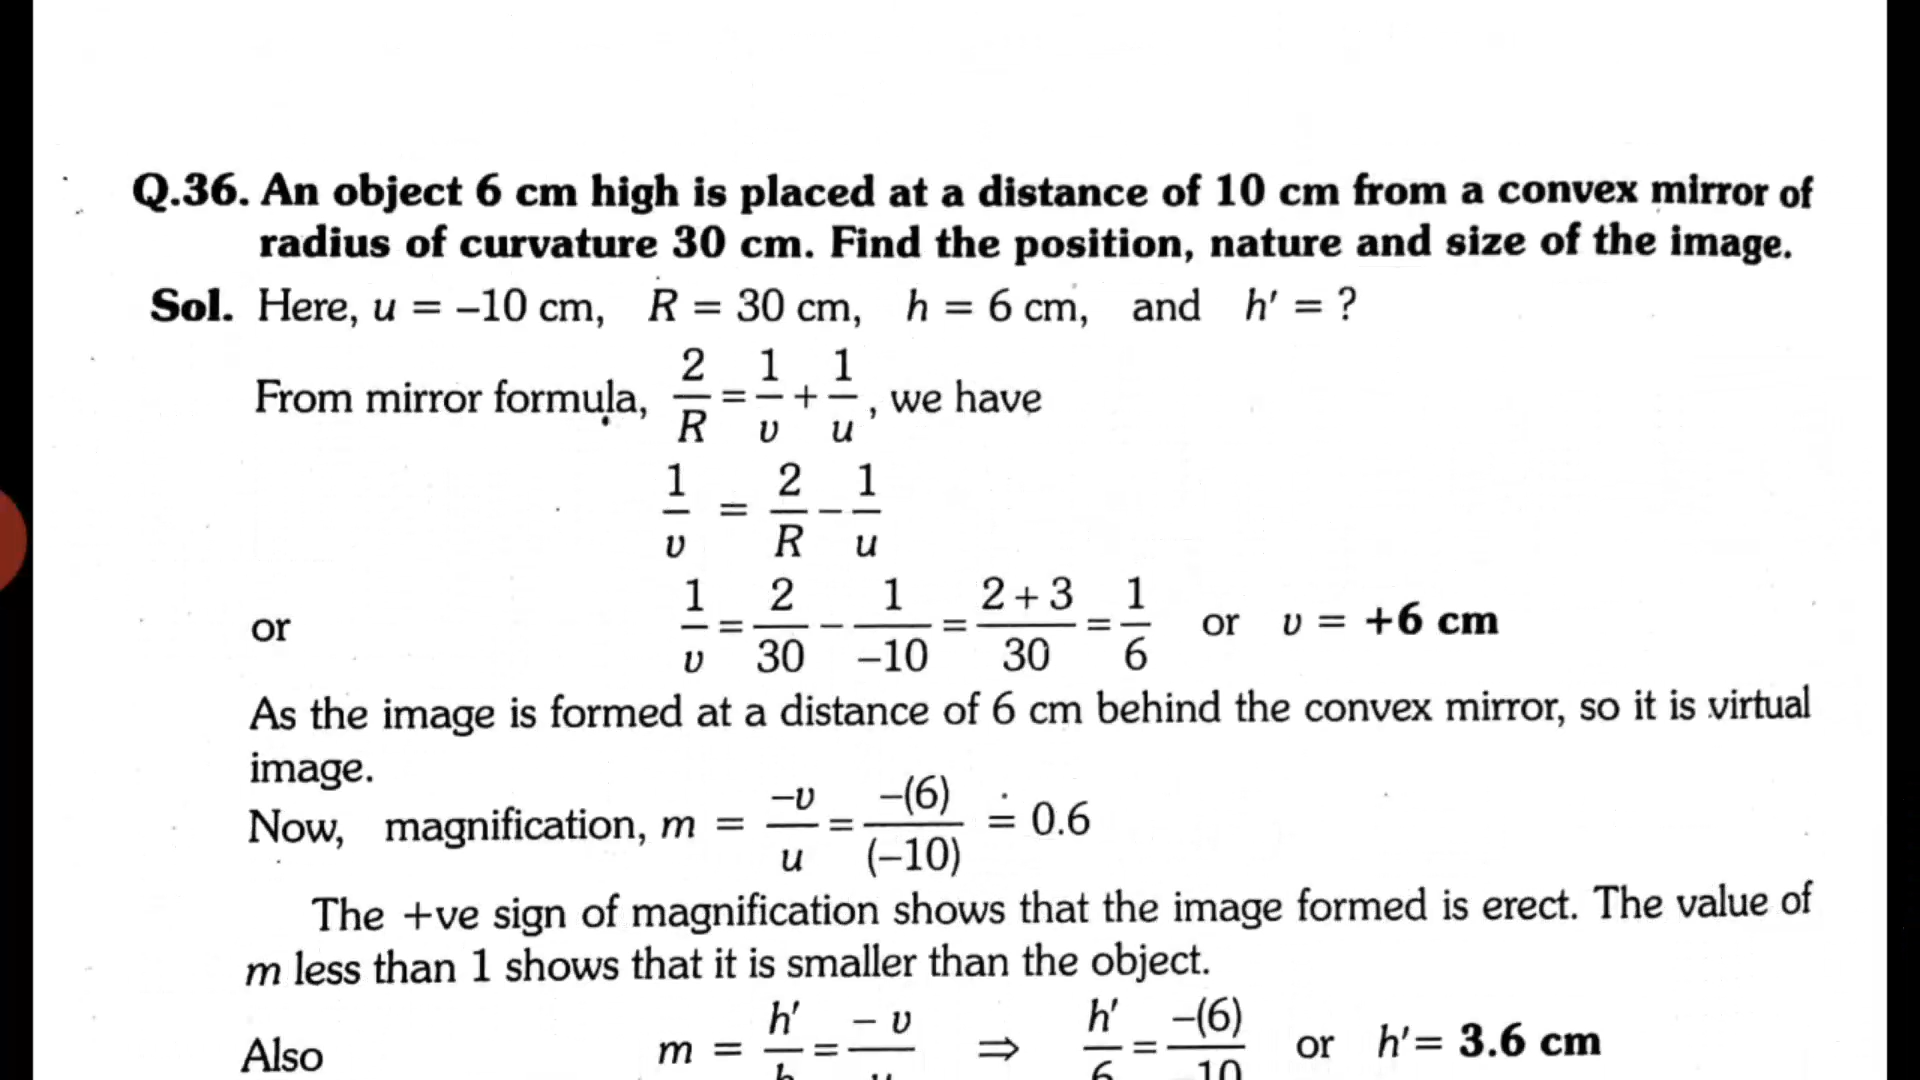 Q.36. An object 6 cm high is placed at a distance of 10 cm from a convex mirror of
radius of curvature 30 cm. Find the position, nature and size of the image.
Sol. Here, u = –10 cm, R = 30 cm, h = 6 cm, and h′ = ?
From mirror formula, 2/R = 1/υ + 1/u, we have
1/υ = 2/R – 1/u
or 1/υ = 2/30 – 1/–10 = 2 + 3/30 = 1/6 or υ = +6 cm
As the image is formed at a distance of 6 cm behind the convex mirror, so it is virtual
image.
Now, magnification, m = –υ/u = –(6)/(–10) = 0.6
The +ve sign of magnification shows that the image formed is erect. The value of
m less than 1 shows that it is smaller than the object.
Also m = h′/h = – υ/u ⇒ h′/6 = –(6)/–10 or h′= 3.6 cm